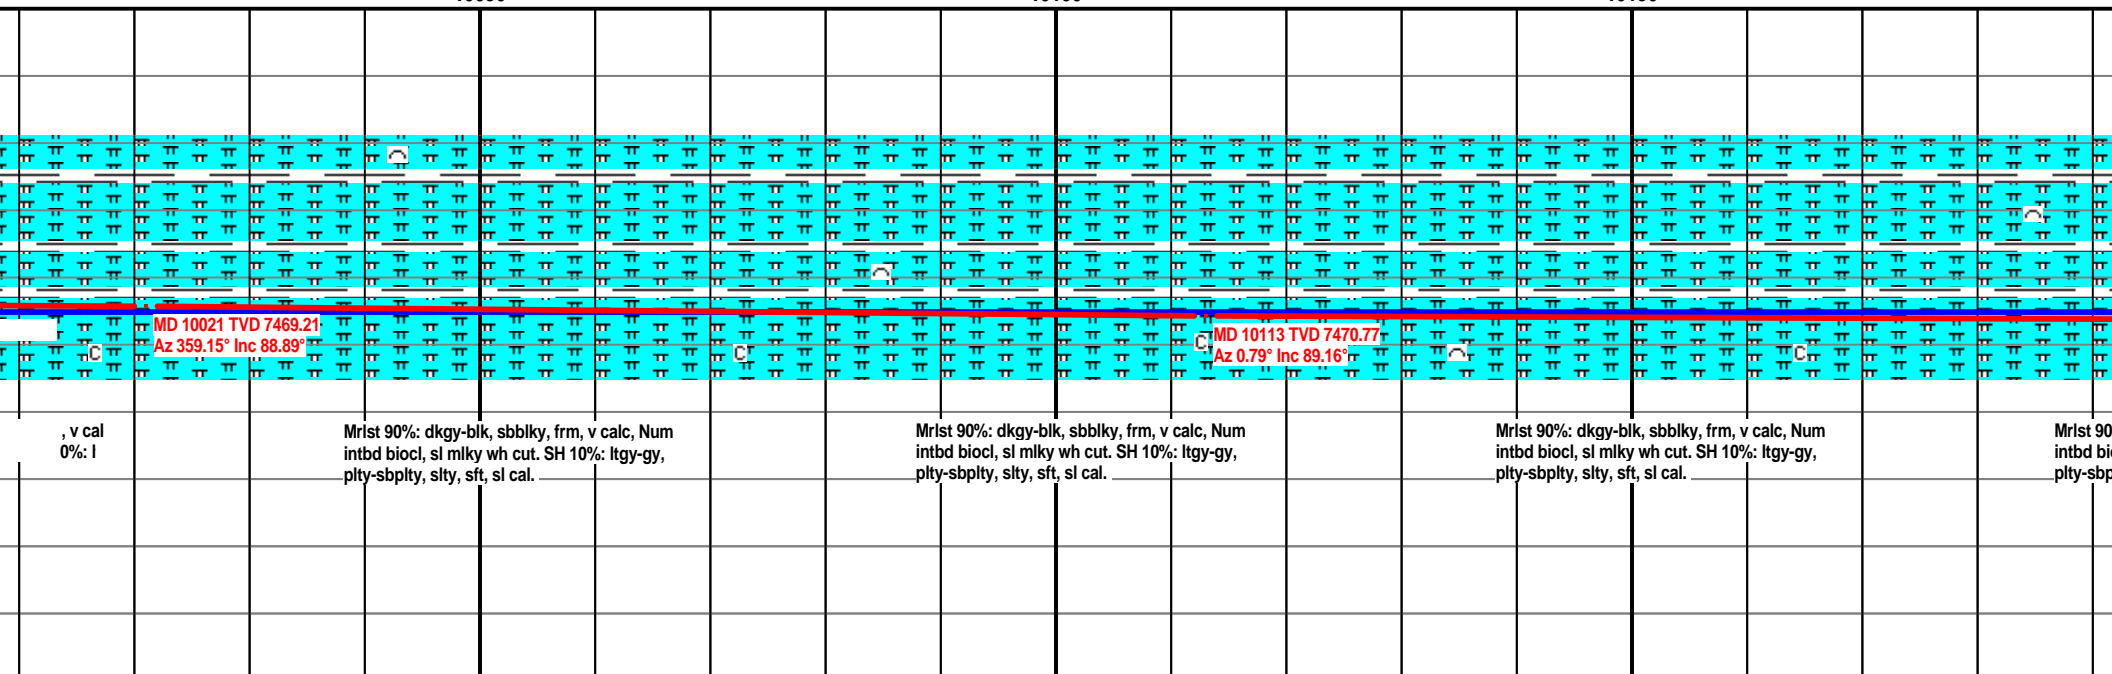 10050
10100
10150
C
C
C
C
MD 10021 TVD 7469.21
Az 359.15° Inc 88.89°
MD 10113 TVD 7470.77
Az 0.79° Inc 89.16°
, v cal
0%: l
Mrlst 90%: dkgy-blk, sbblky, frm, v calc, Num
intbd biocl, sl mlky wh cut. SH 10%: ltgy-gy,
plty-sbplty, slty, sft, sl cal.
Mrlst 90%: dkgy-blk, sbblky, frm, v calc, Num
intbd biocl, sl mlky wh cut. SH 10%: ltgy-gy,
plty-sbplty, slty, sft, sl cal.
Mrlst 90%: dkgy-blk, sbblky, frm, v calc, Num
intbd biocl, sl mlky wh cut. SH 10%: ltgy-gy,
plty-sbplty, slty, sft, sl cal.
Mrlst 90
intbd bi
plty-sbp